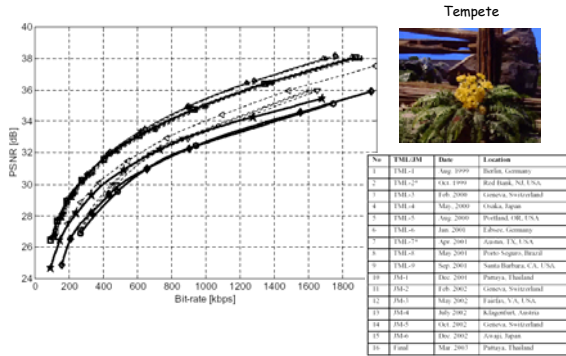 Tempete
40
38
36
34
32
30
28
26
24
PSNR [dB]
0 200 400 600 800 1000 1200 1400 1600 1800
Bit-rate [kbps]
No TML/JM Date Location
1 TML-1 Aug. 1999 Berlin, Germany
2 TML-2* Oct. 1999 Red Bank, NJ, USA
3 TML-3 Feb. 2000 Geneva, Switzerland
4 TML-4 May. 2000 Osaka, Japan
5 TML-5 Aug. 2000 Portland, OR, USA
6 TML-6 Jan. 2001 Eibsee, Germany
7 TML-7* Apr. 2001 Austin, TX, USA
8 TML-8 May 2001 Porto Seguro, Brazil
9 TML-9 Sep. 2001 Santa Barbara, CA, USA
10 JM-1 Dec. 2001 Pattaya, Thailand
11 JM-2 Feb. 2002 Geneva, Switzerland
12 JM-3 May 2002 Fairfax, VA, USA
13 JM-4 July 2002 Klagenfurt, Austria
14 JM-5 Oct. 2002 Geneva, Switzerland
15 JM-6 Dec. 2002 Awaji, Japan
16 Final Mar. 2003 Pattaya, Thailand